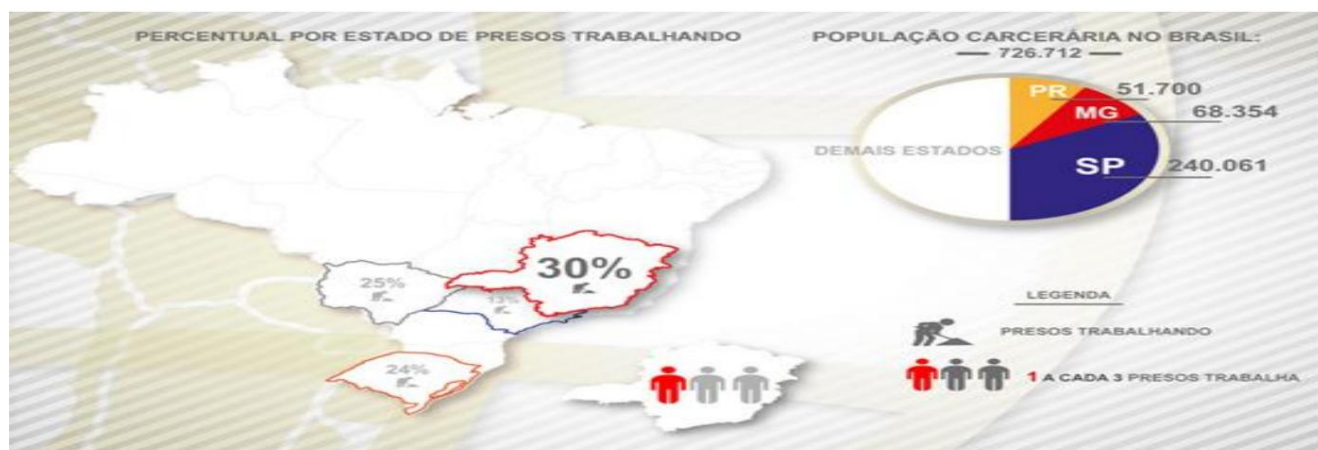 PERCENTUAL POR ESTADO DE PRESOS TRABALHANDO
POPULAÇÃO CARCERÁRIA NO BRASIL:
726.712
PR
51.700
MG
68.354
DEMAIS ESTADOS
SP
240.061
30%
25%
13%
24%
LEGENDA
PRESOS TRABALHANDO
1 A CADA 3 PRESOS TRABALHA